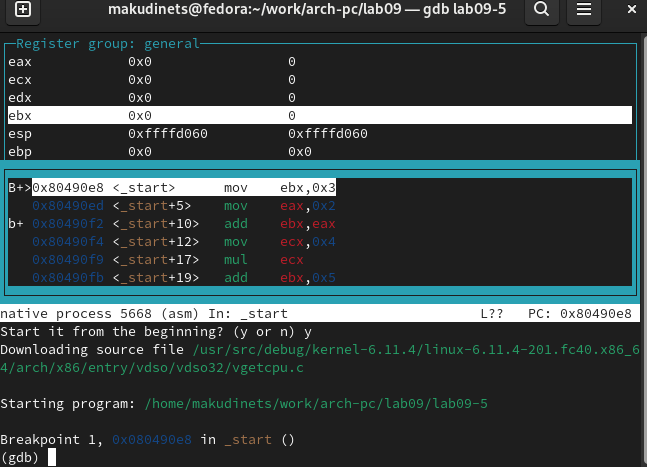 makudinets@fedora:~/work/arch-pc/lab09 — gdb lab09-5
Register group: general
eax 0x0 0
ecx 0x0 0
edx 0x0 0
ebx 0x0 0
esp 0xffffd060 0xffffd060
ebp 0x0 0x0
B+>0x80490e8 <_start> mov ebx,0x3
0x80490ed <_start+5> mov eax,0x2
b+ 0x80490f2 <_start+10> add ebx,eax
0x80490f4 <_start+12> mov ecx,0x4
0x80490f9 <_start+17> mul ecx
0x80490fb <_start+19> add ebx,0x5
native process 5668 (asm) In: _start L?? PC: 0x80490e8
Start it from the beginning? (y or n) y
Downloading source file /usr/src/debug/kernel-6.11.4/linux-6.11.4-201.fc40.x86_6
4/arch/x86/entry/vdso/vdso32/vgetcpu.c
Starting program: /home/makudinets/work/arch-pc/lab09/lab09-5
Breakpoint 1, 0x080490e8 in _start ()
(gdb)